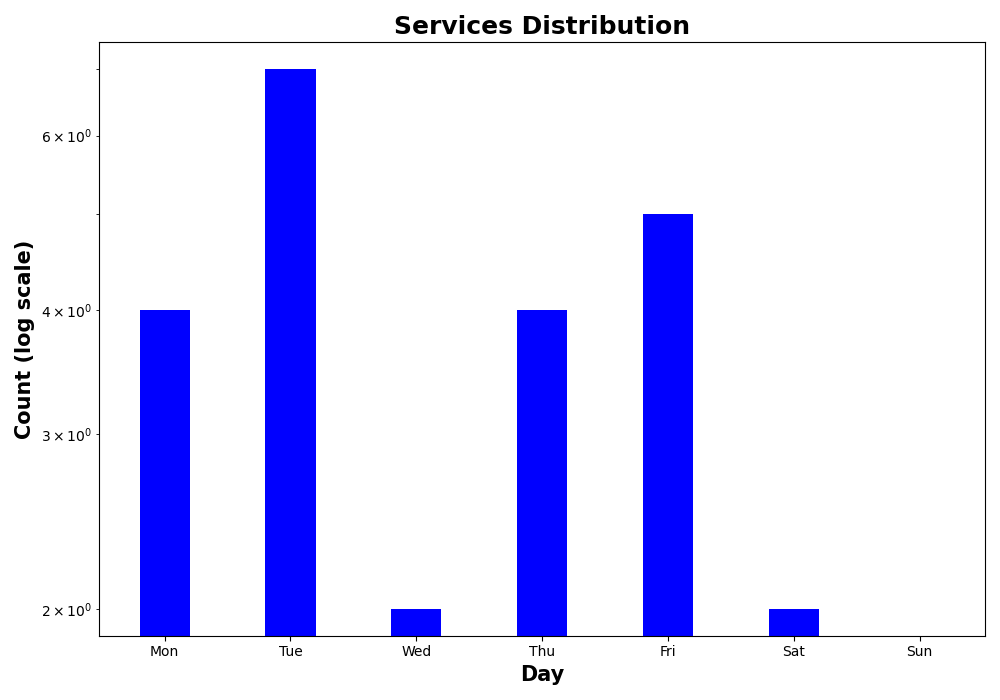 Services Distribution
Count (log scale)
6 × 10⁰
4 × 10⁰
3 × 10⁰
2 × 10⁰
Mon Tue Wed Thu Fri Sat Sun
Day